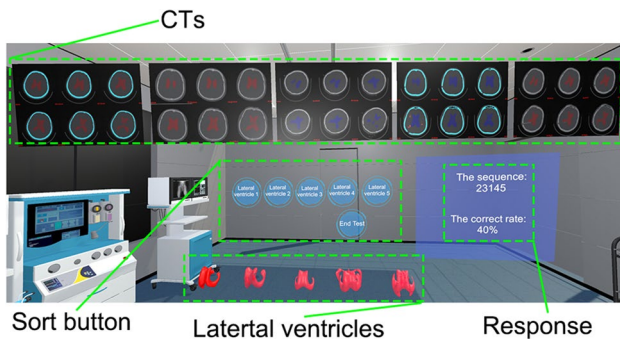 CTs
Lateral
ventricle 1
Lateral
ventricle 2
Lateral
ventricle 3
Lateral
ventricle 4
Lateral
ventricle 5
End Test
The sequence:
23145
The correct rate:
40%
Sort button
Latertal ventricles
Response